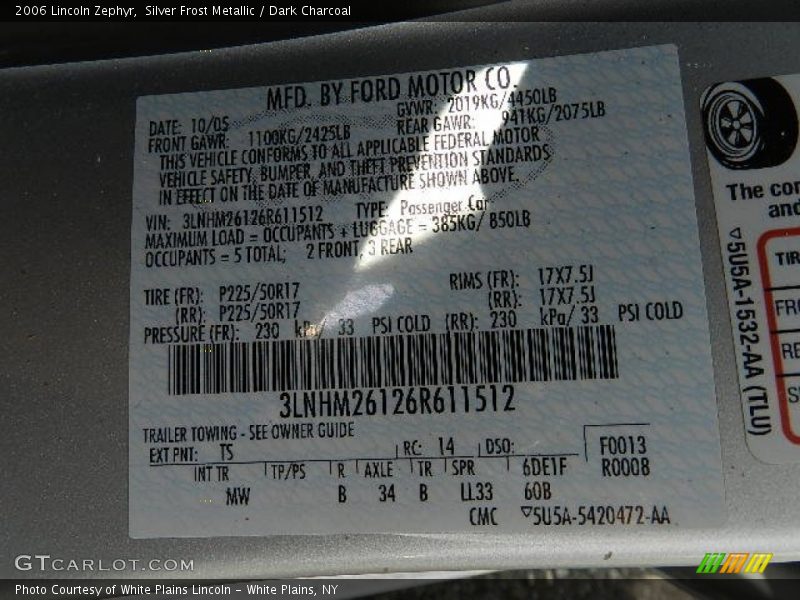 2006 Lincoln Zephyr, Silver Frost Metallic / Dark Charcoal
MFD. BY FORD MOTOR CO.
DATE: 10/05 GVWR: 2019KG/4450LB
FRONT GAWR: 1100KG/2425LB REAR GAWR: 941KG/2075LB
THIS VEHICLE CONFORMS TO ALL APPLICABLE FEDERAL MOTOR
VEHICLE SAFETY, BUMPER, AND THEFT PREVENTION STANDARDS
IN EFFECT ON THE DATE OF MANUFACTURE SHOWN ABOVE.
VIN: 3LNHM26126R611512 TYPE: Passenger Car
MAXIMUM LOAD = OCCUPANTS + LUGGAGE = 385KG/ 850LB
OCCUPANTS = 5 TOTAL; 2 FRONT, 3 REAR
TIRE (FR): P225/50R17 RIMS (FR): 17X7.5J
(RR): P225/50R17 (RR): 17X7.5J
PRESSURE (FR): 230 kPa/ 33 PSI COLD (RR): 230 kPa/ 33 PSI COLD
3LNHM26126R611512
TRAILER TOWING - SEE OWNER GUIDE
EXT PNT: TS RC: 14 DSO: F0013
INT TR TP/PS R AXLE TR SPR 6DE1F R0008
MW B 34 B LL33 60B
CMC 5U5A-5420472-AA
The
and
5U5A-1532-AA (TLU)
TIR
FRO
RE
GTCARLOT.COM
Photo Courtesy of White Plains Lincoln - White Plains, NY